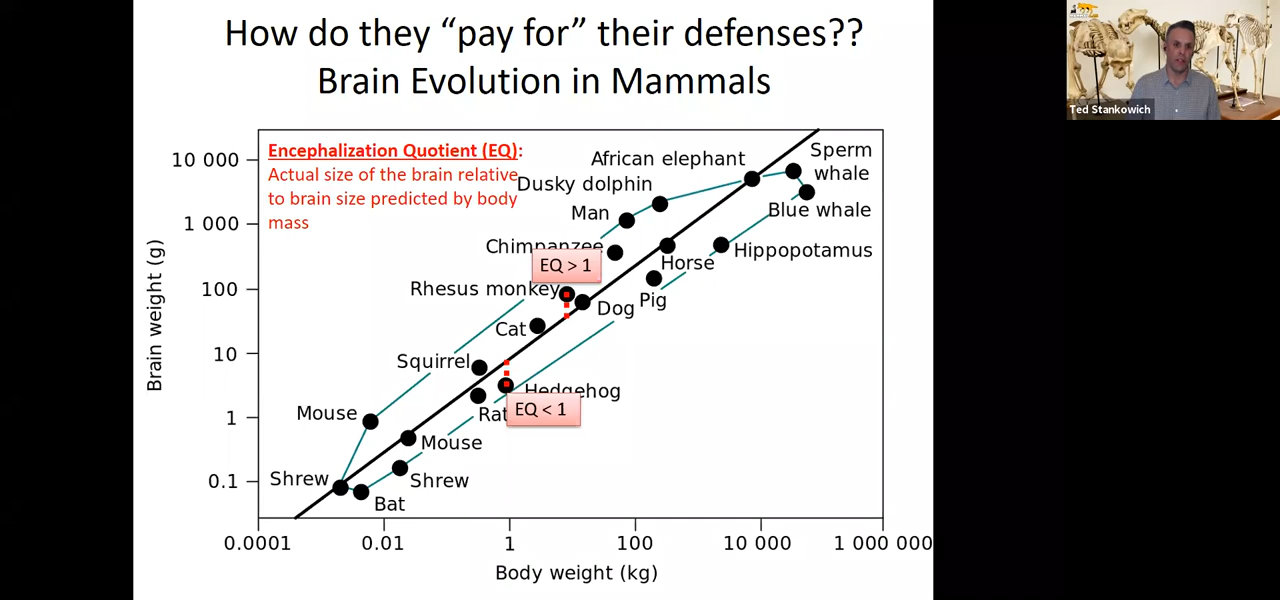 How do they “pay for” their defenses??
Brain Evolution in Mammals
Ted Stankowich
Encephalization Quotient (EQ):
Actual size of the brain relative
to brain size predicted by body
mass
Brain weight (g)
10 000
1 000
100
10
1
0.1
African elephant
Sperm
whale
Dusky dolphin
Man
Blue whale
Chimpanzee
Hippopotamus
EQ > 1
Horse
Rhesus monkey
Pig
Dog
Cat
Squirrel
Hedgehog
EQ < 1
Mouse
Rat
Mouse
Shrew
Shrew
Bat
0.0001
0.01
1
100
10 000
1 000 000
Body weight (kg)